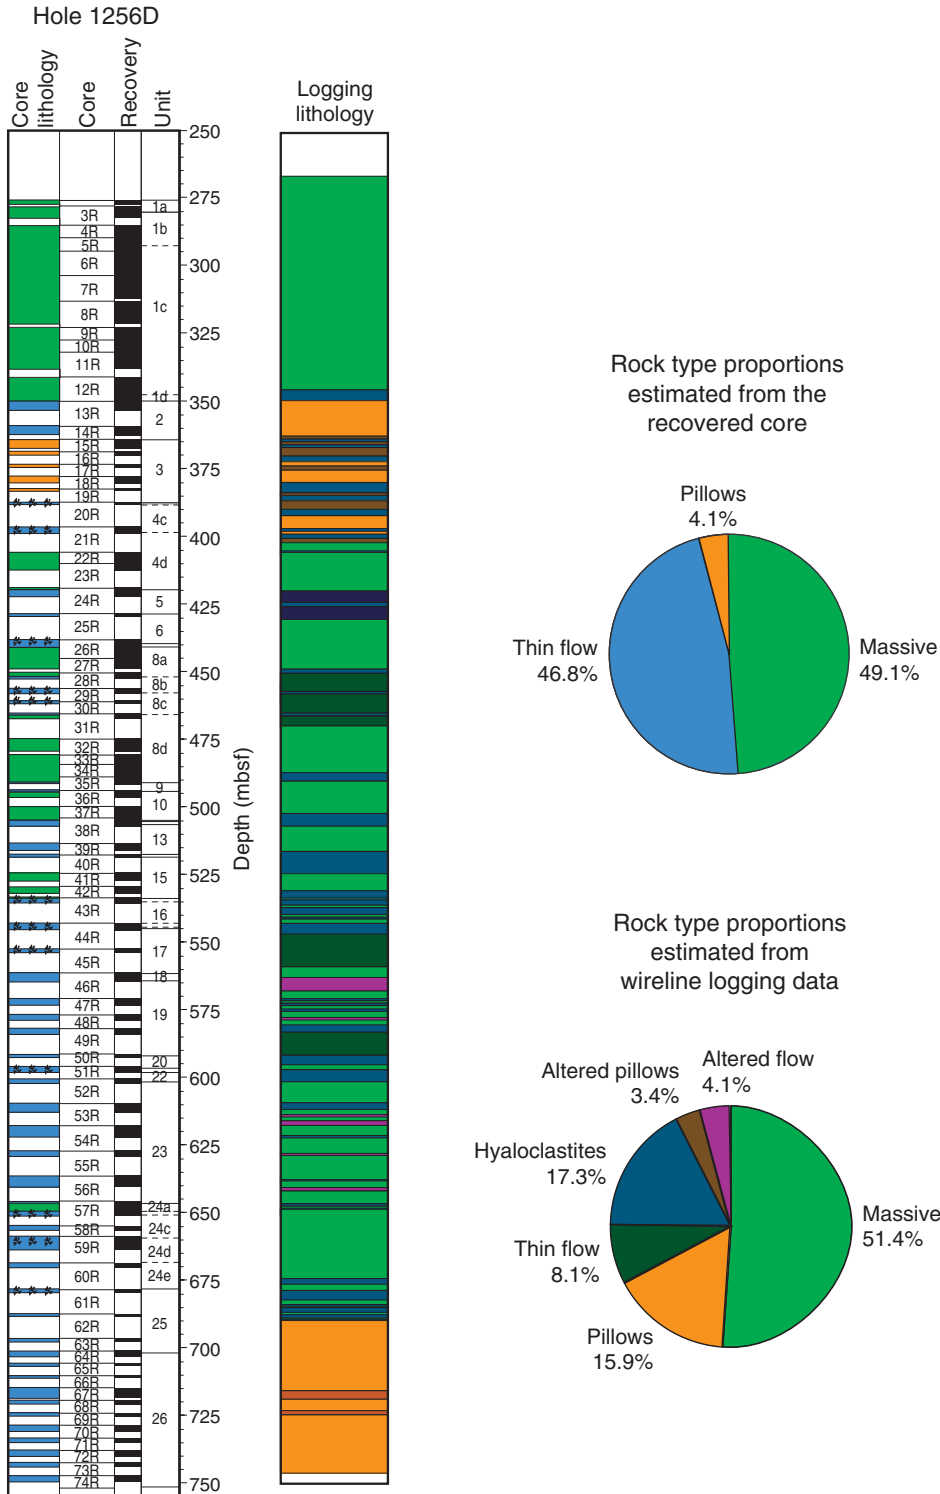 Hole 1256D
Core lithology
Core
Recovery
Unit
Logging
lithology
250
275
300
325
350
375
400
425
450
475
500
525
550
575
600
625
650
675
700
725
750
Depth (mbsf)
3R
4R
5R
6R
7R
8R
9R
10R
11R
12R
13R
14R
15R
16R
17R
18R
19R
20R
21R
22R
23R
24R
25R
26R
27R
28R
29R
30R
31R
32R
33R
34R
35R
36R
37R
38R
39R
40R
41R
42R
43R
44R
45R
46R
47R
48R
49R
50R
51R
52R
53R
54R
55R
56R
57R
58R
59R
60R
61R
62R
63R
64R
65R
66R
67R
68R
69R
70R
71R
72R
73R
74R
1a
1b
1c
1d
2
3
4c
4d
5
6
8a
8b
8c
8d
9
10
13
15
16
17
18
19
20
22
23
24a
24c
24d
24e
25
26
Rock type proportions
estimated from the
recovered core
Pillows
4.1%
Thin flow
46.8%
Massive
49.1%
Rock type proportions
estimated from
wireline logging data
Altered flow
4.1%
Altered pillows
3.4%
Hyaloclastites
17.3%
Thin flow
8.1%
Pillows
15.9%
Massive
51.4%